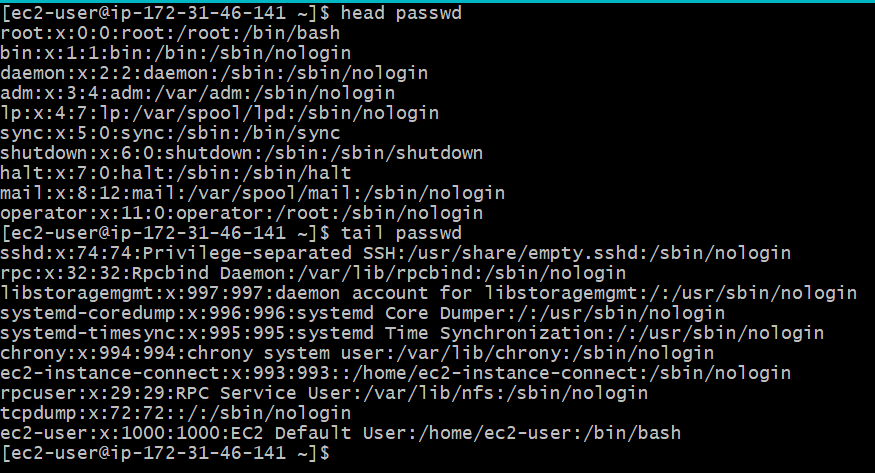 [ec2-user@ip-172-31-46-141 ~]$ head passwd
root:x:0:0:root:/root:/bin/bash
bin:x:1:1:bin:/bin:/sbin/nologin
daemon:x:2:2:daemon:/sbin:/sbin/nologin
adm:x:3:4:adm:/var/adm:/sbin/nologin
lp:x:4:7:lp:/var/spool/lpd:/sbin/nologin
sync:x:5:0:sync:/sbin:/bin/sync
shutdown:x:6:0:shutdown:/sbin:/sbin/shutdown
halt:x:7:0:halt:/sbin:/sbin/halt
mail:x:8:12:mail:/var/spool/mail:/sbin/nologin
operator:x:11:0:operator:/root:/sbin/nologin
[ec2-user@ip-172-31-46-141 ~]$ tail passwd
sshd:x:74:74:Privilege-separated SSH:/usr/share/empty.sshd:/sbin/nologin
rpc:x:32:32:Rpcbind Daemon:/var/lib/rpcbind:/sbin/nologin
libstoragemgmt:x:997:997:daemon account for libstoragemgmt:/:/usr/sbin/nologin
systemd-coredump:x:996:996:systemd Core Dumper:/:/usr/sbin/nologin
systemd-timesync:x:995:995:systemd Time Synchronization:/:/usr/sbin/nologin
chrony:x:994:994:chrony system user:/var/lib/chrony:/sbin/nologin
ec2-instance-connect:x:993:993::/home/ec2-instance-connect:/sbin/nologin
rpcuser:x:29:29:RPC Service User:/var/lib/nfs:/sbin/nologin
tcpdump:x:72:72::/:/sbin/nologin
ec2-user:x:1000:1000:EC2 Default User:/home/ec2-user:/bin/bash
[ec2-user@ip-172-31-46-141 ~]$